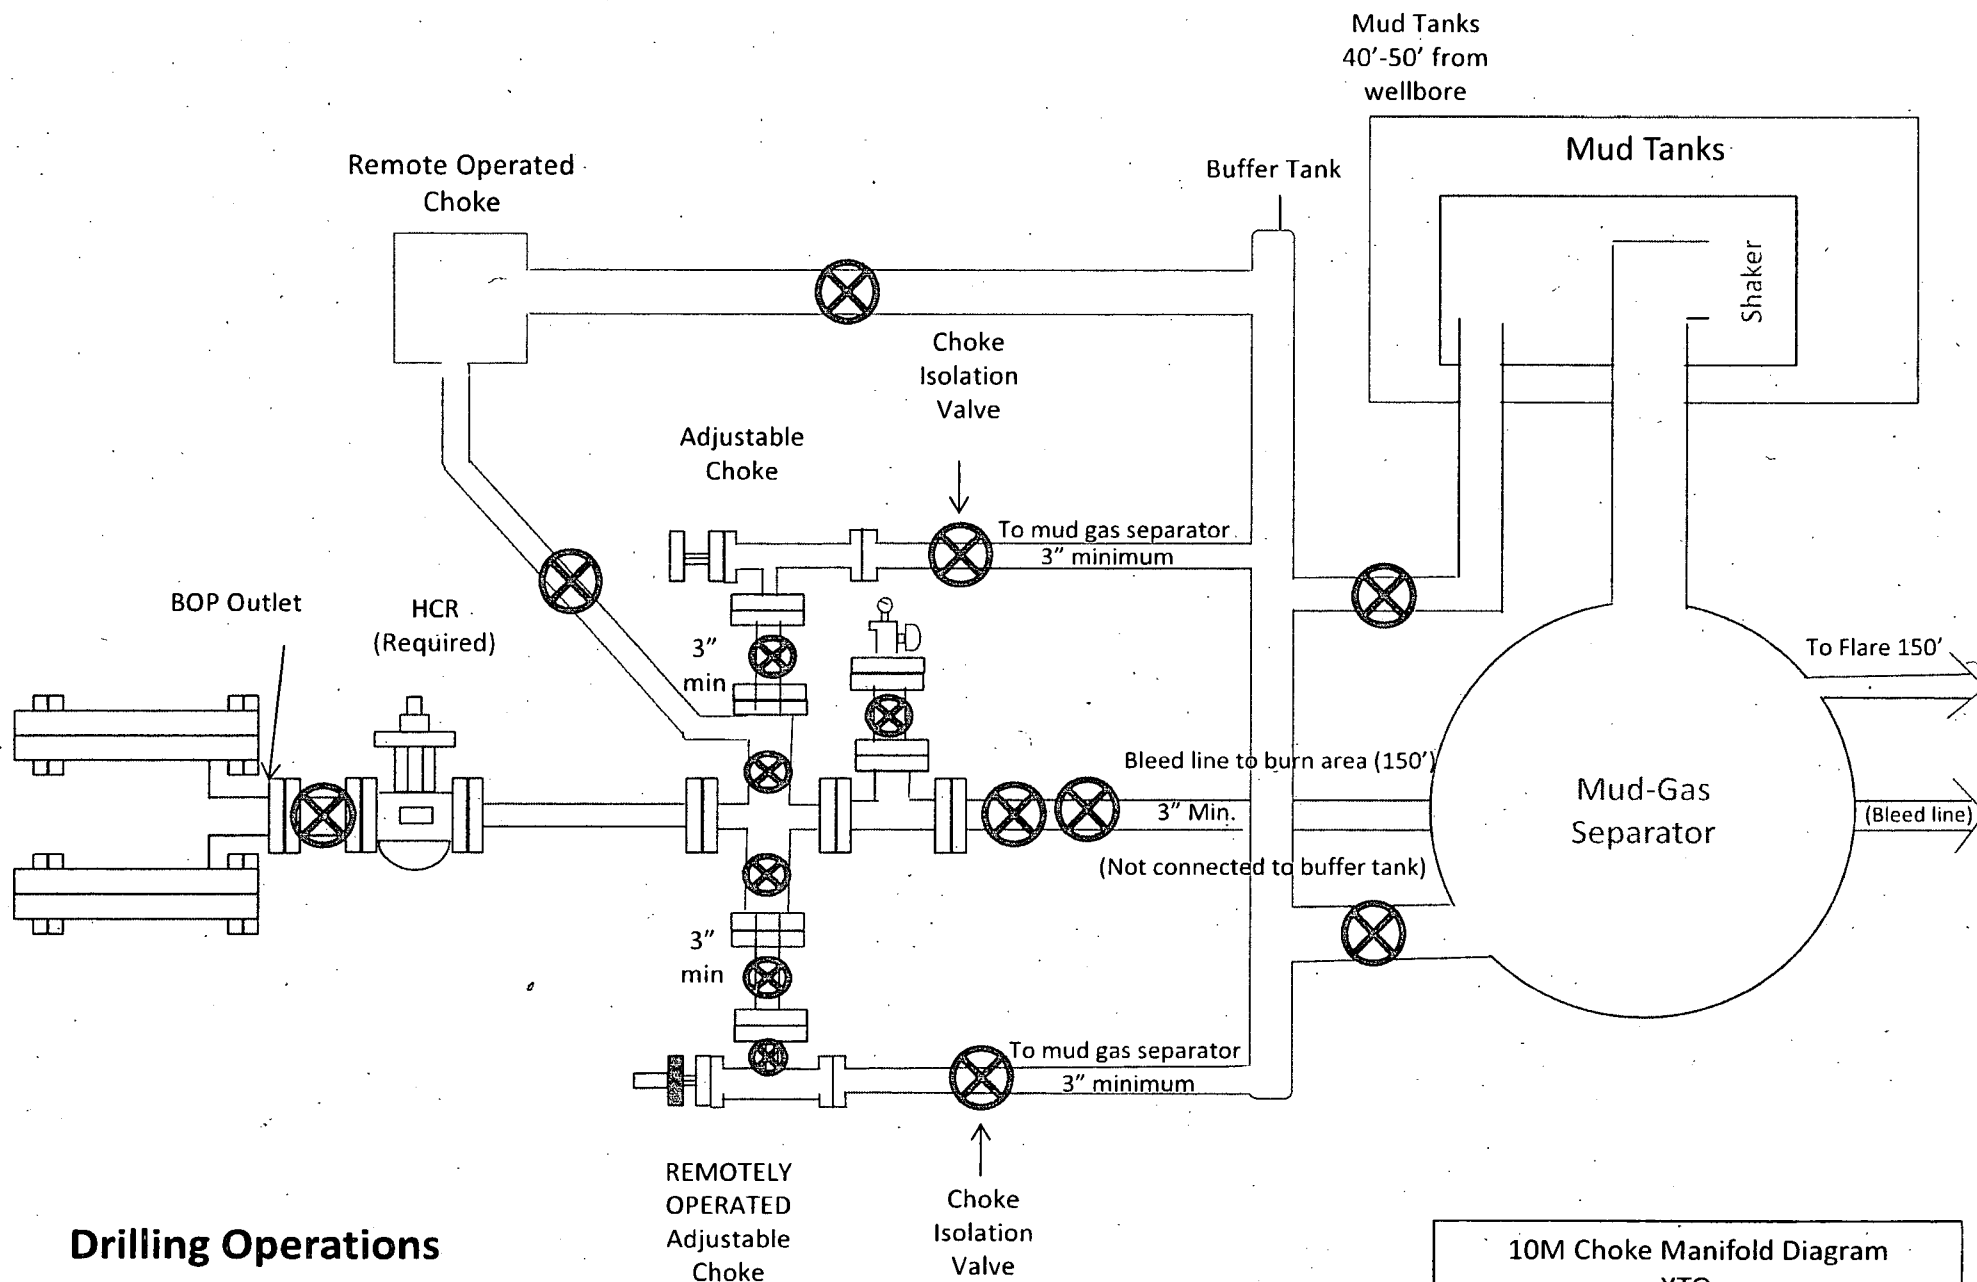 Mud Tanks
40’-50’ from
wellbore
Mud Tanks
Remote Operated
Choke
Buffer Tank
Shaker
Choke
Isolation
Valve
Adjustable
Choke
To mud gas separator
3” minimum
BOP Outlet
HCR
(Required)
3”
min
To Flare 150’
Bleed line to burn area (150’)
3” Min.
Mud-Gas
Separator
(Bleed line)
(Not connected to buffer tank)
3”
min
To mud gas separator
3” minimum
REMOTELY
OPERATED
Adjustable
Choke
Choke
Isolation
Valve
Drilling Operations
10M Choke Manifold Diagram
XTO